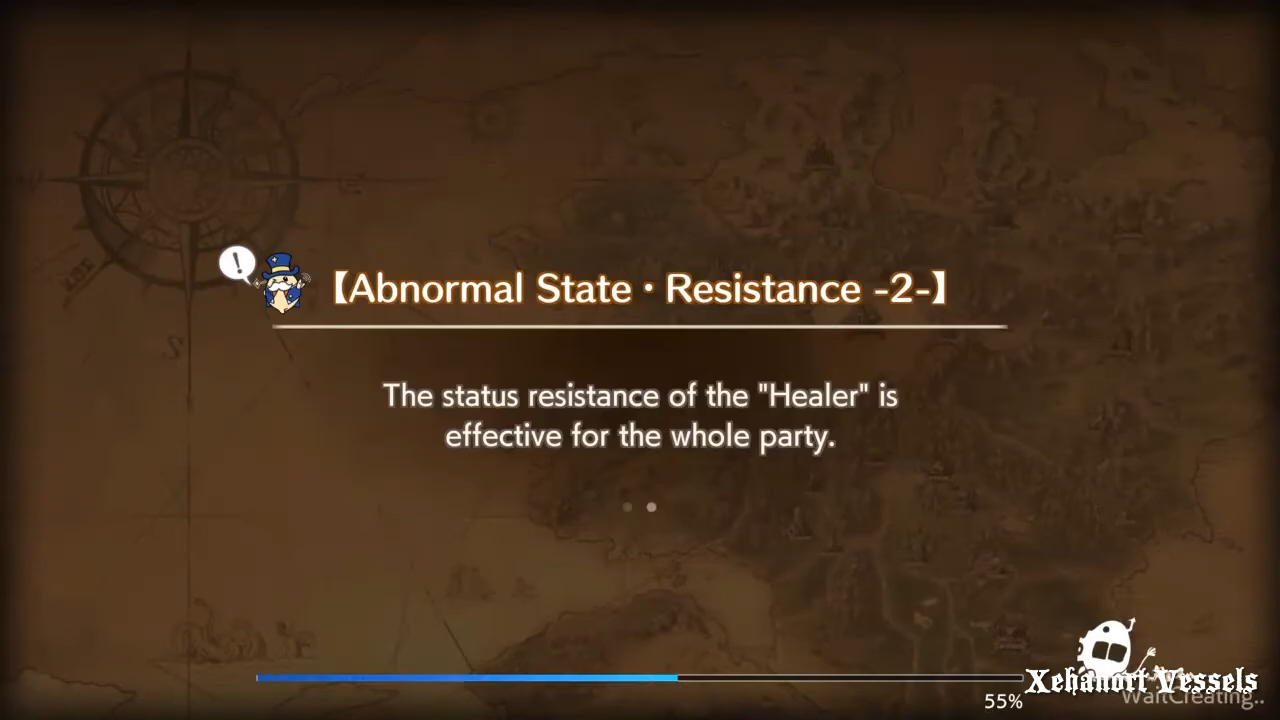 【Abnormal State・Resistance -2-】
The status resistance of the "Healer" is
effective for the whole party.
55%
Xehanort Vessels
WaitCreating..